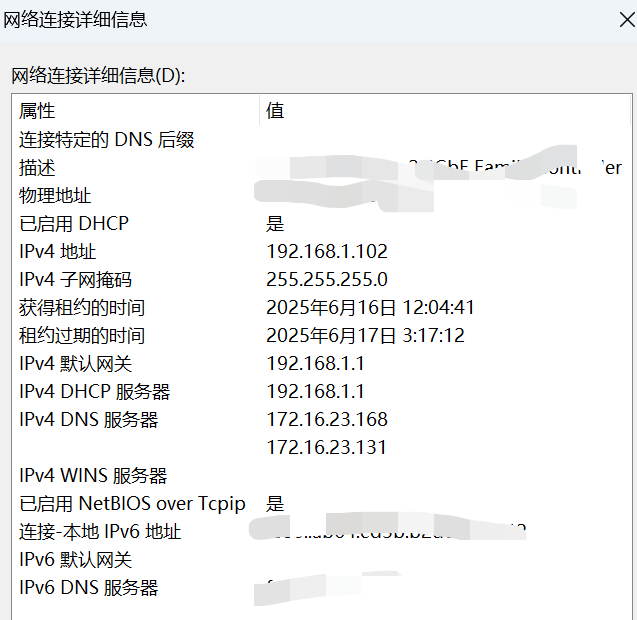 网络连接详细信息
网络连接详细信息(D):
属性 值
连接特定的 DNS 后缀
描述
物理地址
已启用 DHCP 是
IPv4 地址 192.168.1.102
IPv4 子网掩码 255.255.255.0
获得租约的时间 2025年6月16日 12:04:41
租约过期的时间 2025年6月17日 3:17:12
IPv4 默认网关 192.168.1.1
IPv4 DHCP 服务器 192.168.1.1
IPv4 DNS 服务器 172.16.23.168
172.16.23.131
IPv4 WINS 服务器
已启用 NetBIOS over Tcpip 是
连接-本地 IPv6 地址
IPv6 默认网关
IPv6 DNS 服务器